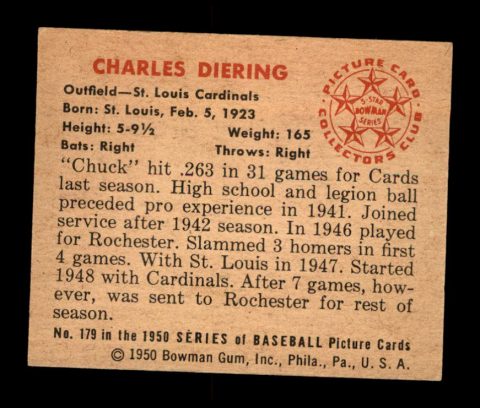 CHARLES DIERING
Outfield—St. Louis Cardinals
Born: St. Louis, Feb. 5, 1923
Height: 5-9½ Weight: 165
Bats: Right Throws: Right
PICTURE CARD
COLLECTORS CLUB
5-STAR
BOWMAN
SERIES
"Chuck" hit .263 in 31 games for Cards
last season. High school and legion ball
preceded pro experience in 1941. Joined
service after 1942 season. In 1946 played
for Rochester. Slammed 3 homers in first
4 games. With St. Louis in 1947. Started
1948 with Cardinals. After 7 games, how-
ever, was sent to Rochester for rest of
season.
No. 179 in the 1950 SERIES of BASEBALL Picture Cards
© 1950 Bowman Gum, Inc., Phila., Pa., U. S. A.